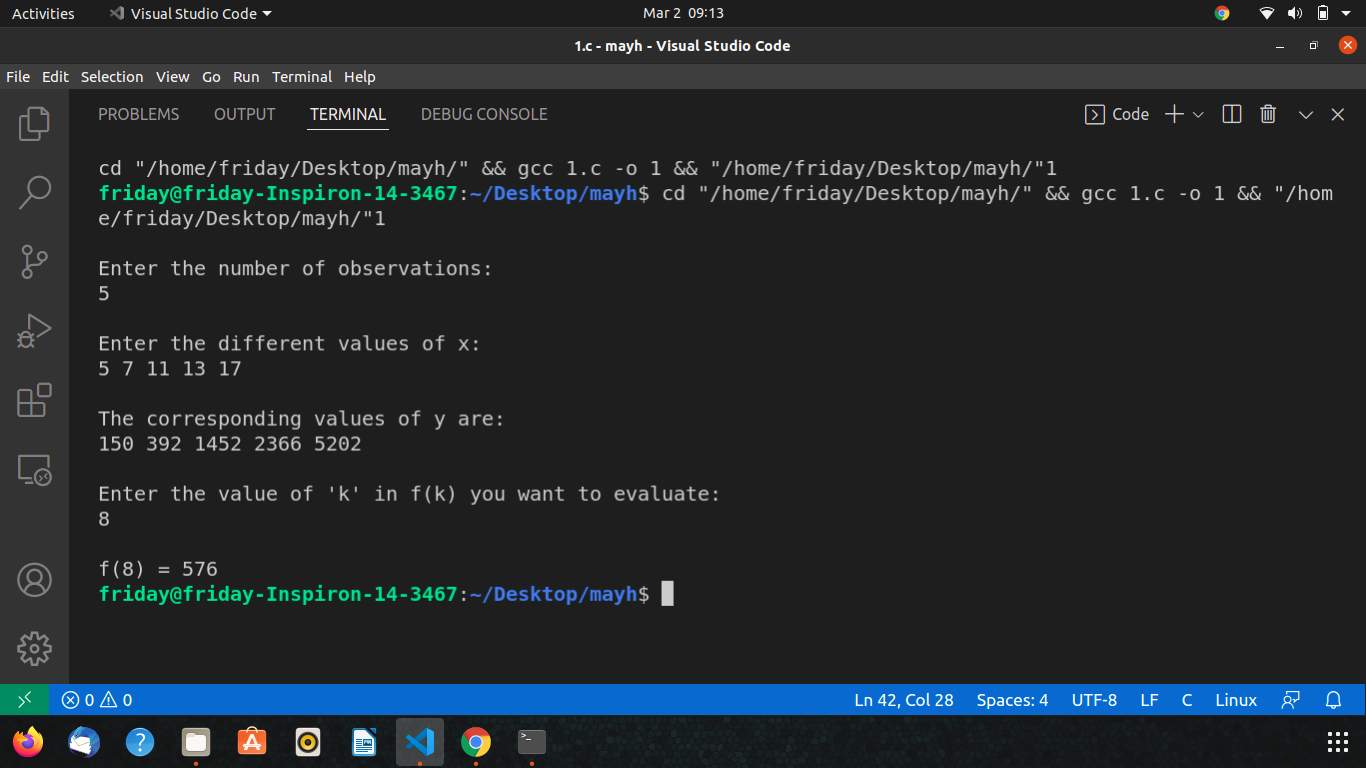 Activities Visual Studio Code Mar 2 09:13
1.c - mayh - Visual Studio Code
File Edit Selection View Go Run Terminal Help
PROBLEMS OUTPUT TERMINAL DEBUG CONSOLE Code
cd "/home/friday/Desktop/mayh/" && gcc 1.c -o 1 && "/home/friday/Desktop/mayh/"1
friday@friday-Inspiron-14-3467:~/Desktop/mayh$ cd "/home/friday/Desktop/mayh/" && gcc 1.c -o 1 && "/hom
e/friday/Desktop/mayh/"1
Enter the number of observations:
5
Enter the different values of x:
5 7 11 13 17
The corresponding values of y are:
150 392 1452 2366 5202
Enter the value of 'k' in f(k) you want to evaluate:
8
f(8) = 576
friday@friday-Inspiron-14-3467:~/Desktop/mayh$
0 0 Ln 42, Col 28 Spaces: 4 UTF-8 LF C Linux